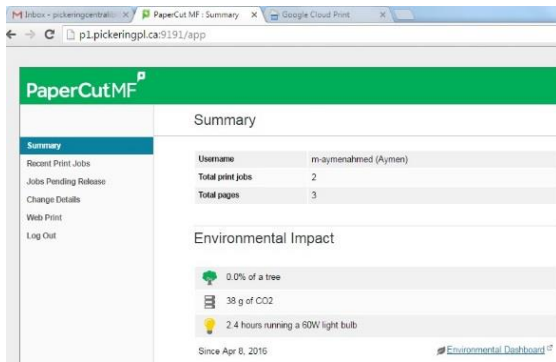 Inbox - pickeringcentral
PaperCut MF : Summary
Google Cloud Print
p1.pickeringpl.ca:9191/app
PaperCutMF
Summary
Summary
Recent Print Jobs
Jobs Pending Release
Change Details
Web Print
Log Out
Username m-aymenahmed (Aymen)
Total print jobs 2
Total pages 3
Environmental Impact
0.0% of a tree
38 g of CO2
2.4 hours running a 60W light bulb
Since Apr 8, 2016 Environmental Dashboard